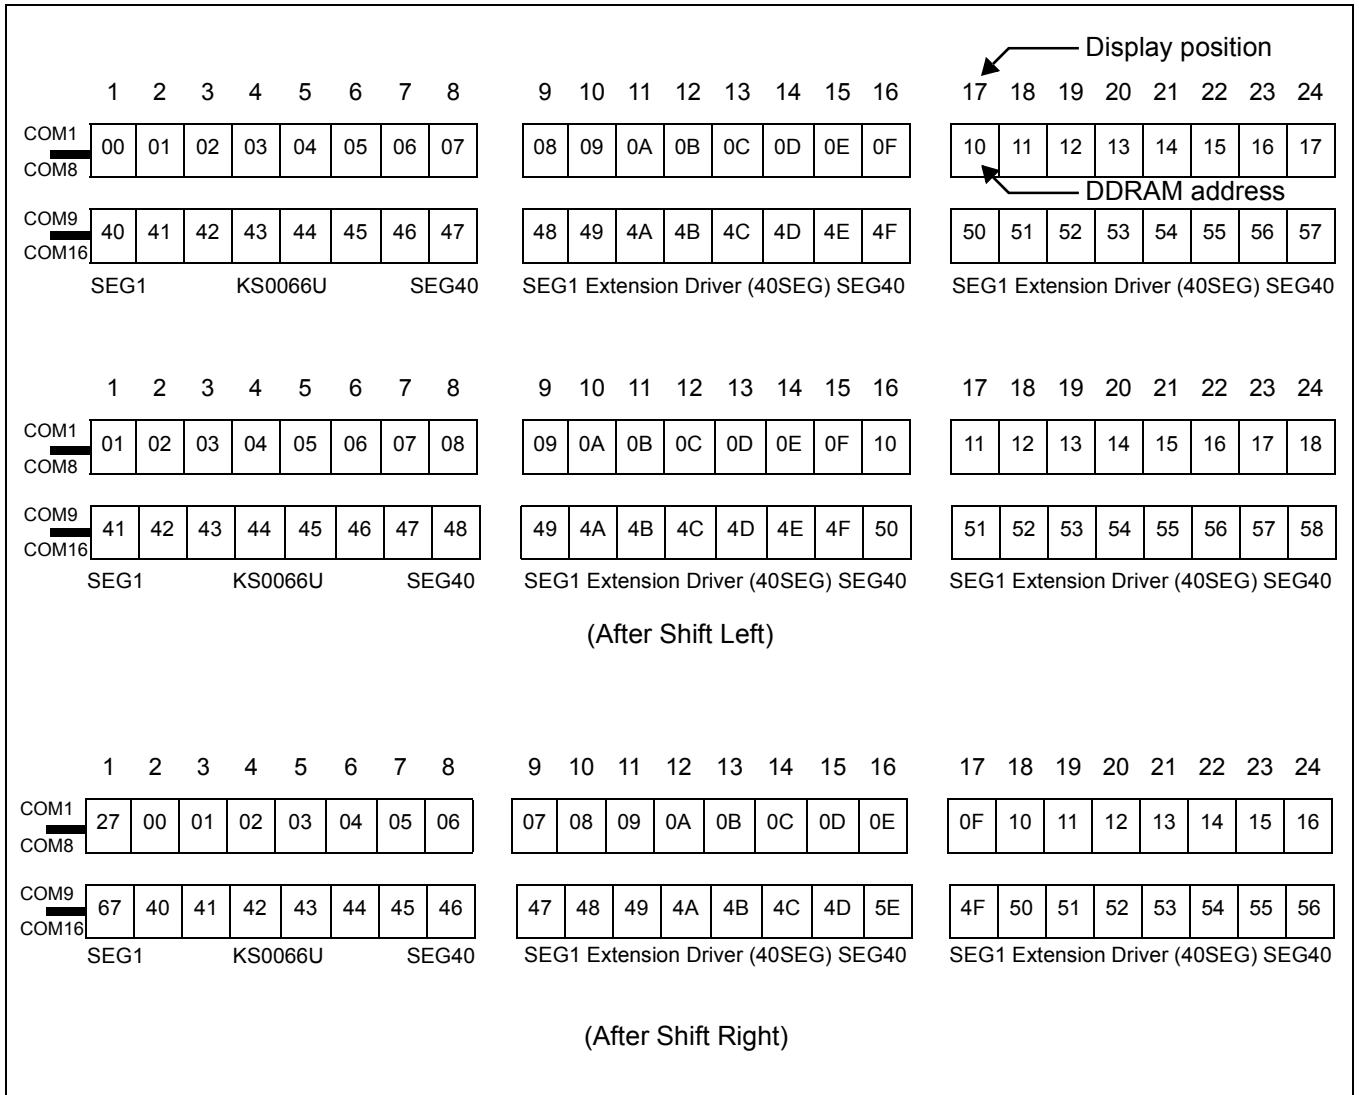 Display position
1 2 3 4 5 6 7 8 9 10 11 12 13 14 15 16 17 18 19 20 21 22 23 24
COM1
COM8
00 01 02 03 04 05 06 07 08 09 0A 0B 0C 0D 0E 0F 10 11 12 13 14 15 16 17
DDRAM address
COM9
COM16
40 41 42 43 44 45 46 47 48 49 4A 4B 4C 4D 4E 4F 50 51 52 53 54 55 56 57
SEG1 KS0066U SEG40 SEG1 Extension Driver (40SEG) SEG40 SEG1 Extension Driver (40SEG) SEG40
1 2 3 4 5 6 7 8 9 10 11 12 13 14 15 16 17 18 19 20 21 22 23 24
COM1
COM8
01 02 03 04 05 06 07 08 09 0A 0B 0C 0D 0E 0F 10 11 12 13 14 15 16 17 18
COM9
COM16
41 42 43 44 45 46 47 48 49 4A 4B 4C 4D 4E 4F 50 51 52 53 54 55 56 57 58
SEG1 KS0066U SEG40 SEG1 Extension Driver (40SEG) SEG40 SEG1 Extension Driver (40SEG) SEG40
(After Shift Left)
1 2 3 4 5 6 7 8 9 10 11 12 13 14 15 16 17 18 19 20 21 22 23 24
COM1
COM8
27 00 01 02 03 04 05 06 07 08 09 0A 0B 0C 0D 0E 0F 10 11 12 13 14 15 16
COM9
COM16
67 40 41 42 43 44 45 46 47 48 49 4A 4B 4C 4D 5E 4F 50 51 52 53 54 55 56
SEG1 KS0066U SEG40 SEG1 Extension Driver (40SEG) SEG40 SEG1 Extension Driver (40SEG) SEG40
(After Shift Right)